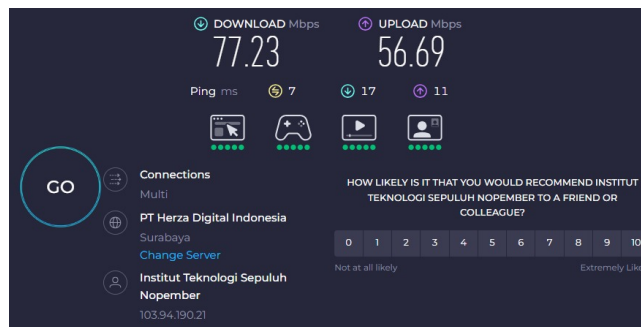 DOWNLOAD Mbps
UPLOAD Mbps
77.23
56.69
Ping ms 7 17 11
GO
Connections
Multi
PT Herza Digital Indonesia
Surabaya
Change Server
Institut Teknologi Sepuluh
Nopember
103.94.190.21
HOW LIKELY IS IT THAT YOU WOULD RECOMMEND INSTITUT
TEKNOLOGI SEPULUH NOPEMBER TO A FRIEND OR
COLLEAGUE?
0 1 2 3 4 5 6 7 8 9 10
Not at all likely
Extremely Like